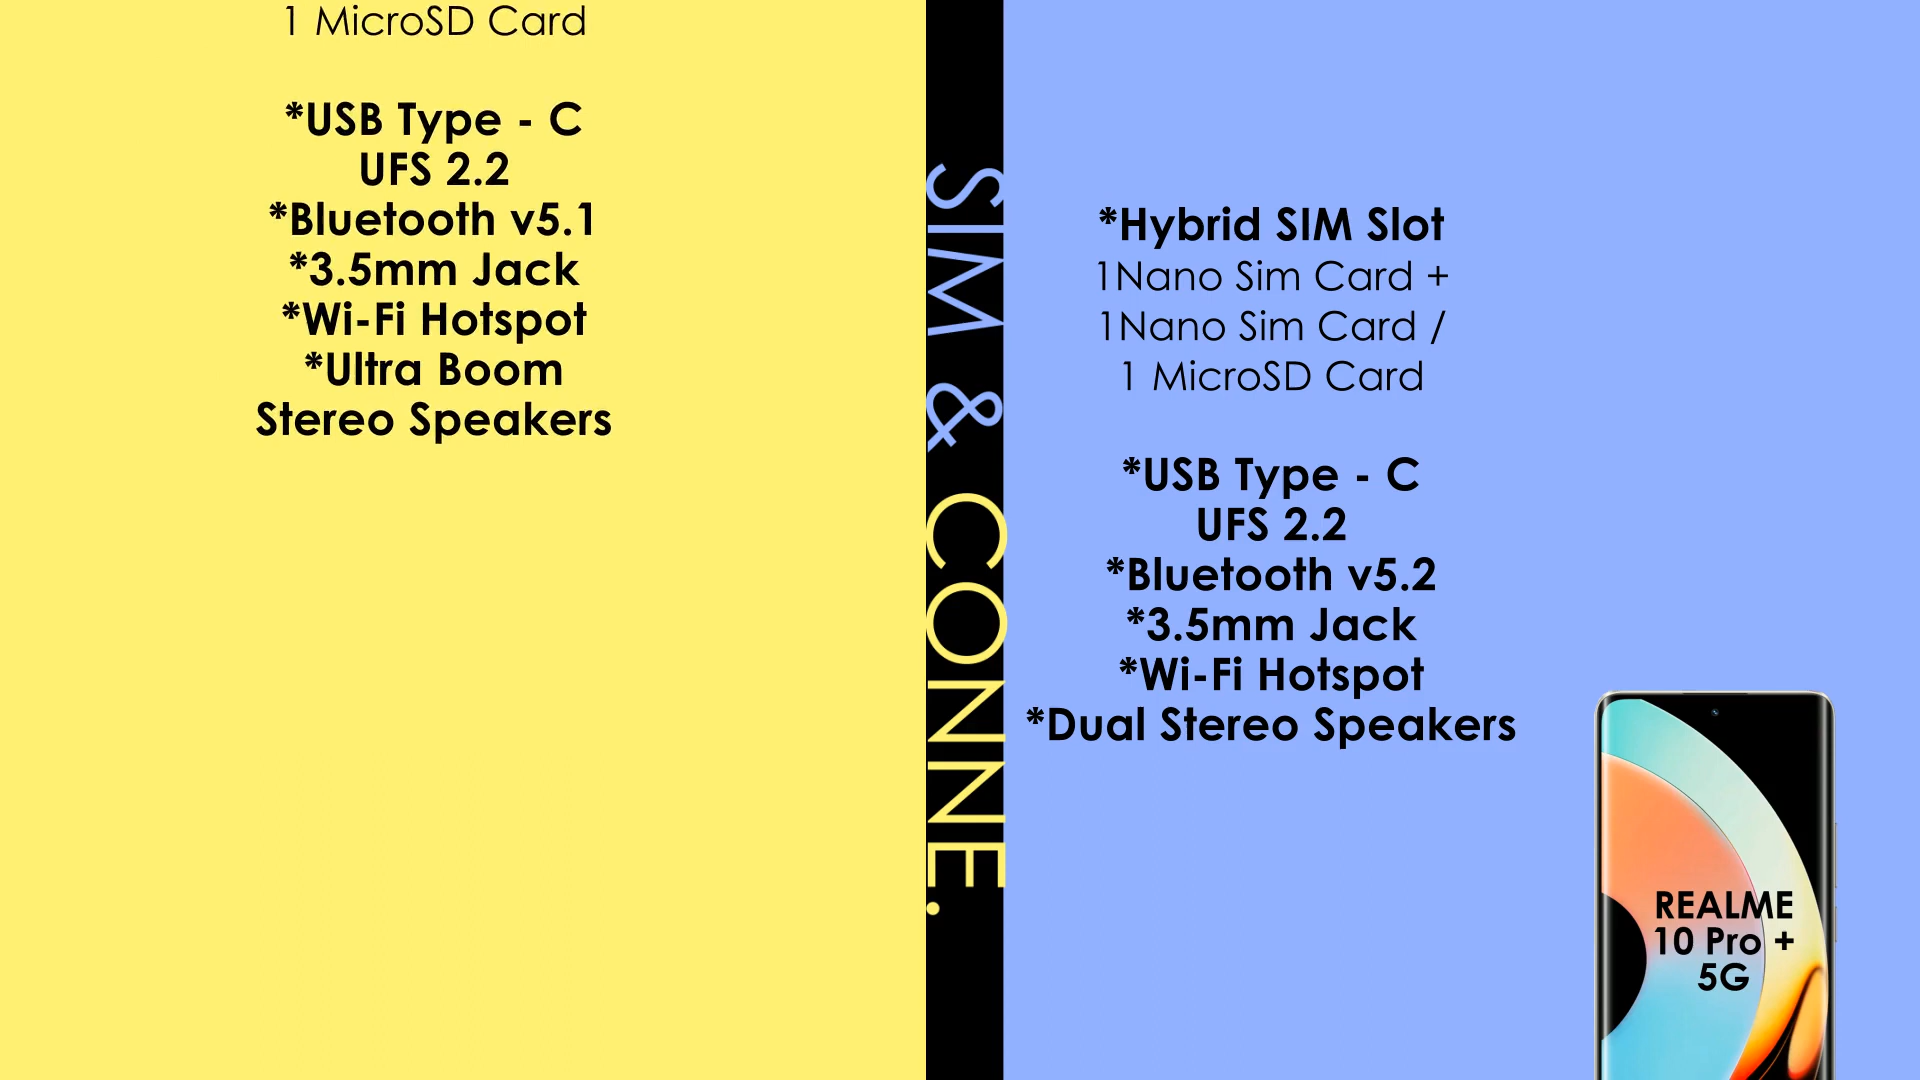 1 MicroSD Card
*USB Type - C
UFS 2.2
*Bluetooth v5.1
*3.5mm Jack
*Wi-Fi Hotspot
*Ultra Boom
Stereo Speakers
SIM & CONNE.
*Hybrid SIM Slot
1Nano Sim Card +
1Nano Sim Card /
1 MicroSD Card
*USB Type - C
UFS 2.2
*Bluetooth v5.2
*3.5mm Jack
*Wi-Fi Hotspot
*Dual Stereo Speakers
REALME
10 Pro +
5G